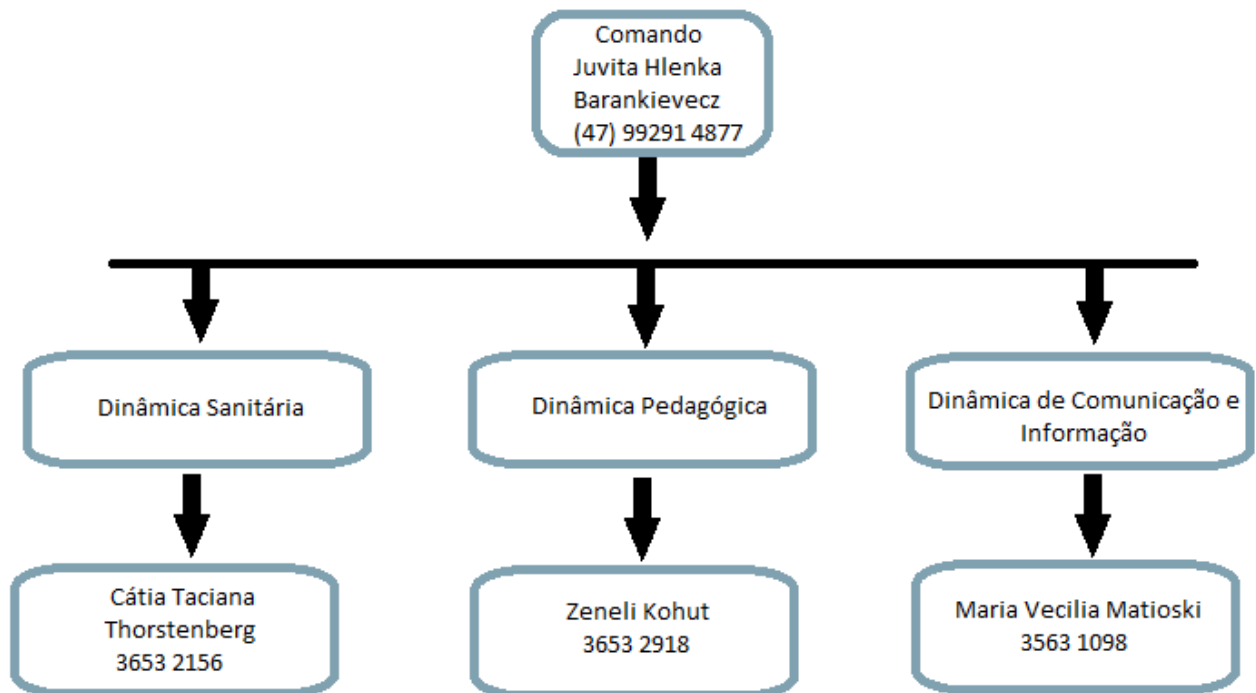 Comando
Juvita Hlenka
Barankievecz
(47) 99291 4877
Dinâmica Sanitária
Dinâmica Pedagógica
Dinâmica de Comunicação e
Informação
Cátia Taciana
Thorstenberg
3653 2156
Zeneli Kohut
3653 2918
Maria Vecilia Matioski
3563 1098